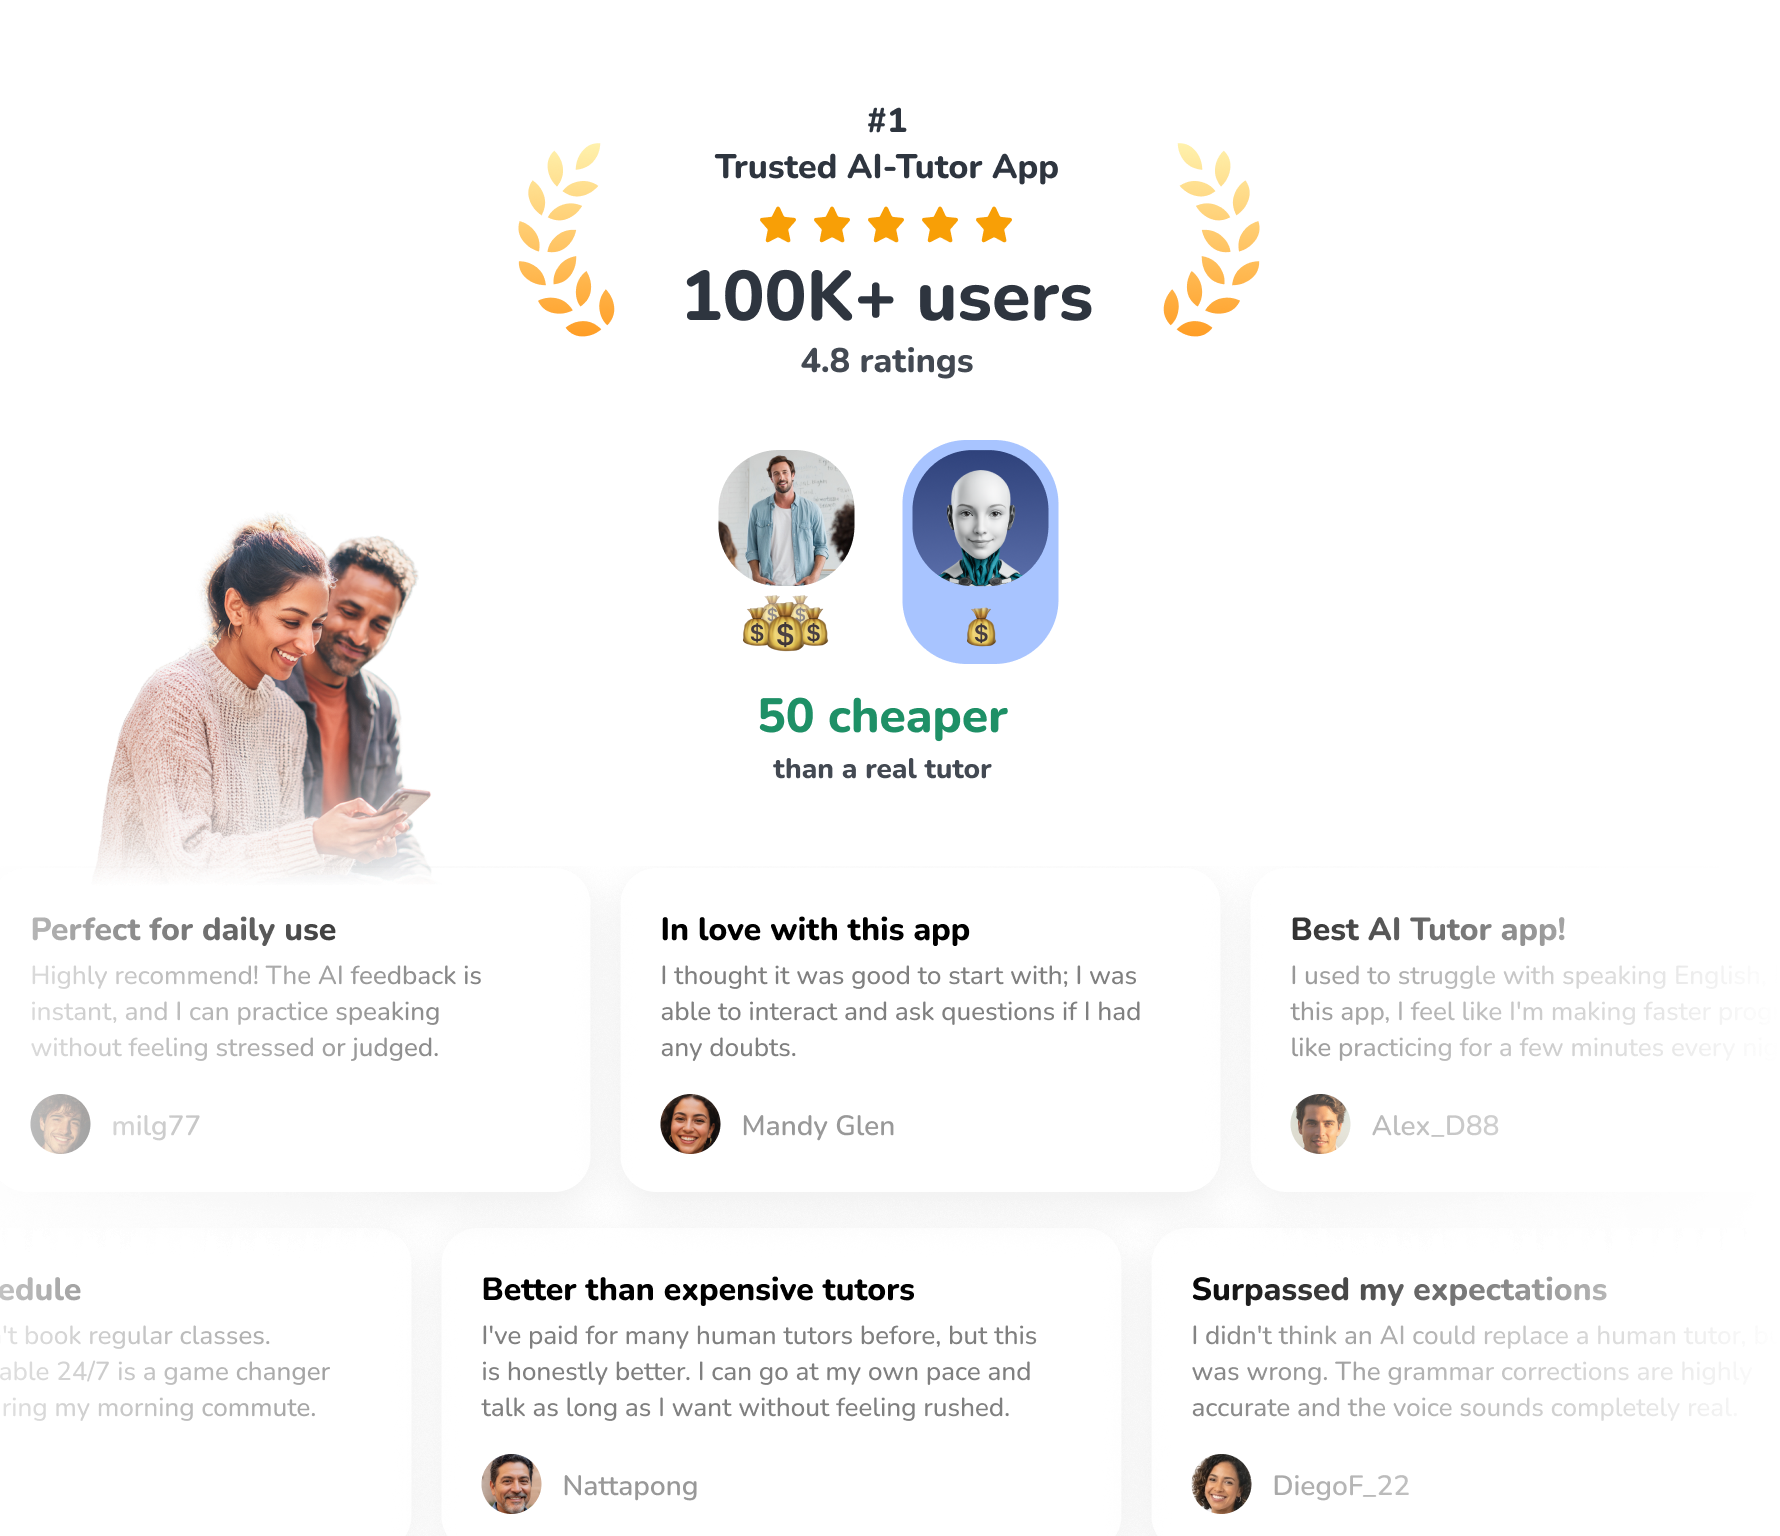 #1
Trusted AI-Tutor App
100K+ users
4.8 ratings
50 cheaper
than a real tutor
Perfect for daily use
Highly recommend! The AI feedback is
instant, and I can practice speaking
without feeling stressed or judged.
milg77
In love with this app
I thought it was good to start with; I was
able to interact and ask questions if I had
any doubts.
Mandy Glen
Best AI Tutor app!
I used to struggle with speaking English.
this app, I feel like I'm making faster
like practicing for a few minutes every
Alex_D88
edule
't book regular classes.
able 24/7 is a game changer
ring my morning commute.
Better than expensive tutors
I've paid for many human tutors before, but this
is honestly better. I can go at my own pace and
talk as long as I want without feeling rushed.
Nattapong
Surpassed my expectations
I didn't think an AI could replace a human tutor,
was wrong. The grammar corrections are highly
accurate and the voice sounds completely real.
DiegoF_22